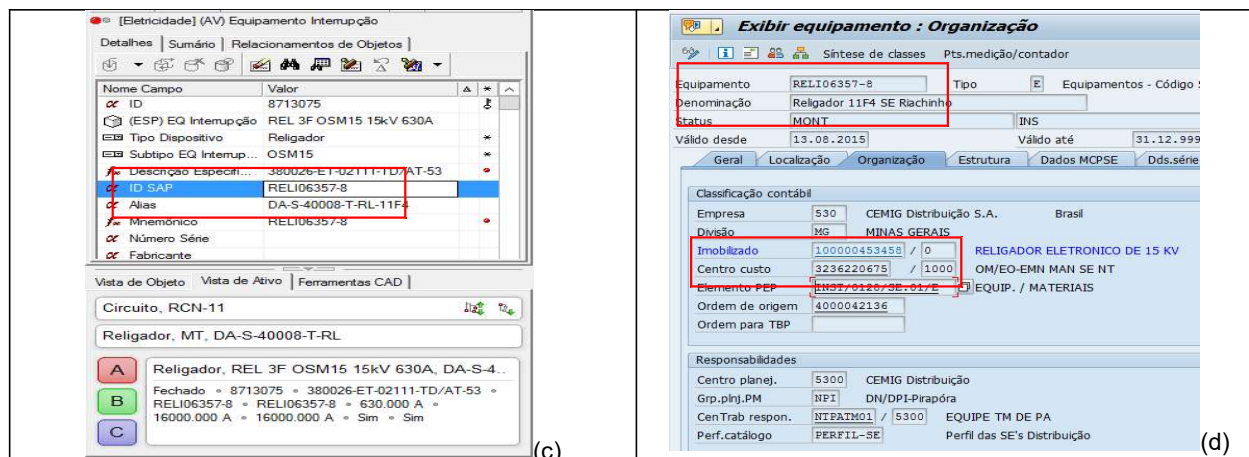 [Eletricidade] (AV) Equipamento Interrupção
Detalhes Sumário Relacionamentos de Objetos
Nome Campo Valor
ID 8713075
(ESP) EQ Interrupção REL 3F OSM15 15kV 630A
Tipo Dispositivo Religador
Subtipo EQ Interrup... OSM15
Descrição Especifi... 380026-ET-02111-TD/AT-53
ID SAP RELI06357-8
Alias DA-S-40008-T-RL-11F4
Mnemônico RELI06357-8
Número Série
Fabricante
Vista de Objeto Vista de Ativo Ferramentas CAD
Circuito, RCN-11
Religador, MT, DA-S-40008-T-RL
A
B
C
Religador, REL 3F OSM15 15kV 630A, DA-S-4..
Fechado ° 8713075 ° 380026-ET-02111-TD/AT-53 °
RELI06357-8 ° RELI06357-8 ° 630.000 A °
16000.000 A ° 16000.000 A ° Sim ° Sim
(c)
Exibir equipamento : Organização
Síntese de classes Pts.medição/contador
Equipamento RELI06357-8 Tipo E Equipamentos - Código
Denominação Religador 11F4 SE Riachinho
Status MONT INS
Válido desde 13.08.2015 Válido até 31.12.999
Geral Localização Organização Estrutura Dados MCPSE Dds.série
Classificação contábil
Empresa 530 CEMIG Distribuição S.A. Brasil
Divisão MG MINAS GERAIS
Imobilizado 100000453458 / 0 RELIGADOR ELETRONICO DE 15 KV
Centro custo 3236220675 / 1000 OM/EO-EMN MAN SE NT
Elemento PEP INST/0120/SE.01/E EQUIP. / MATERIAIS
Ordem de origem 4000042136
Ordem para TBP
Responsabilidades
Centro planej. 5300 CEMIG Distribuição
Grp.plnj.PM NPI DN/DPI-Pirapóra
CenTrab respon. NTPATM01 / 5300 EQUIPE TM DE PA
Perf.catálogo PERFIL-SE Perfil das SE's Distribuição
(d)